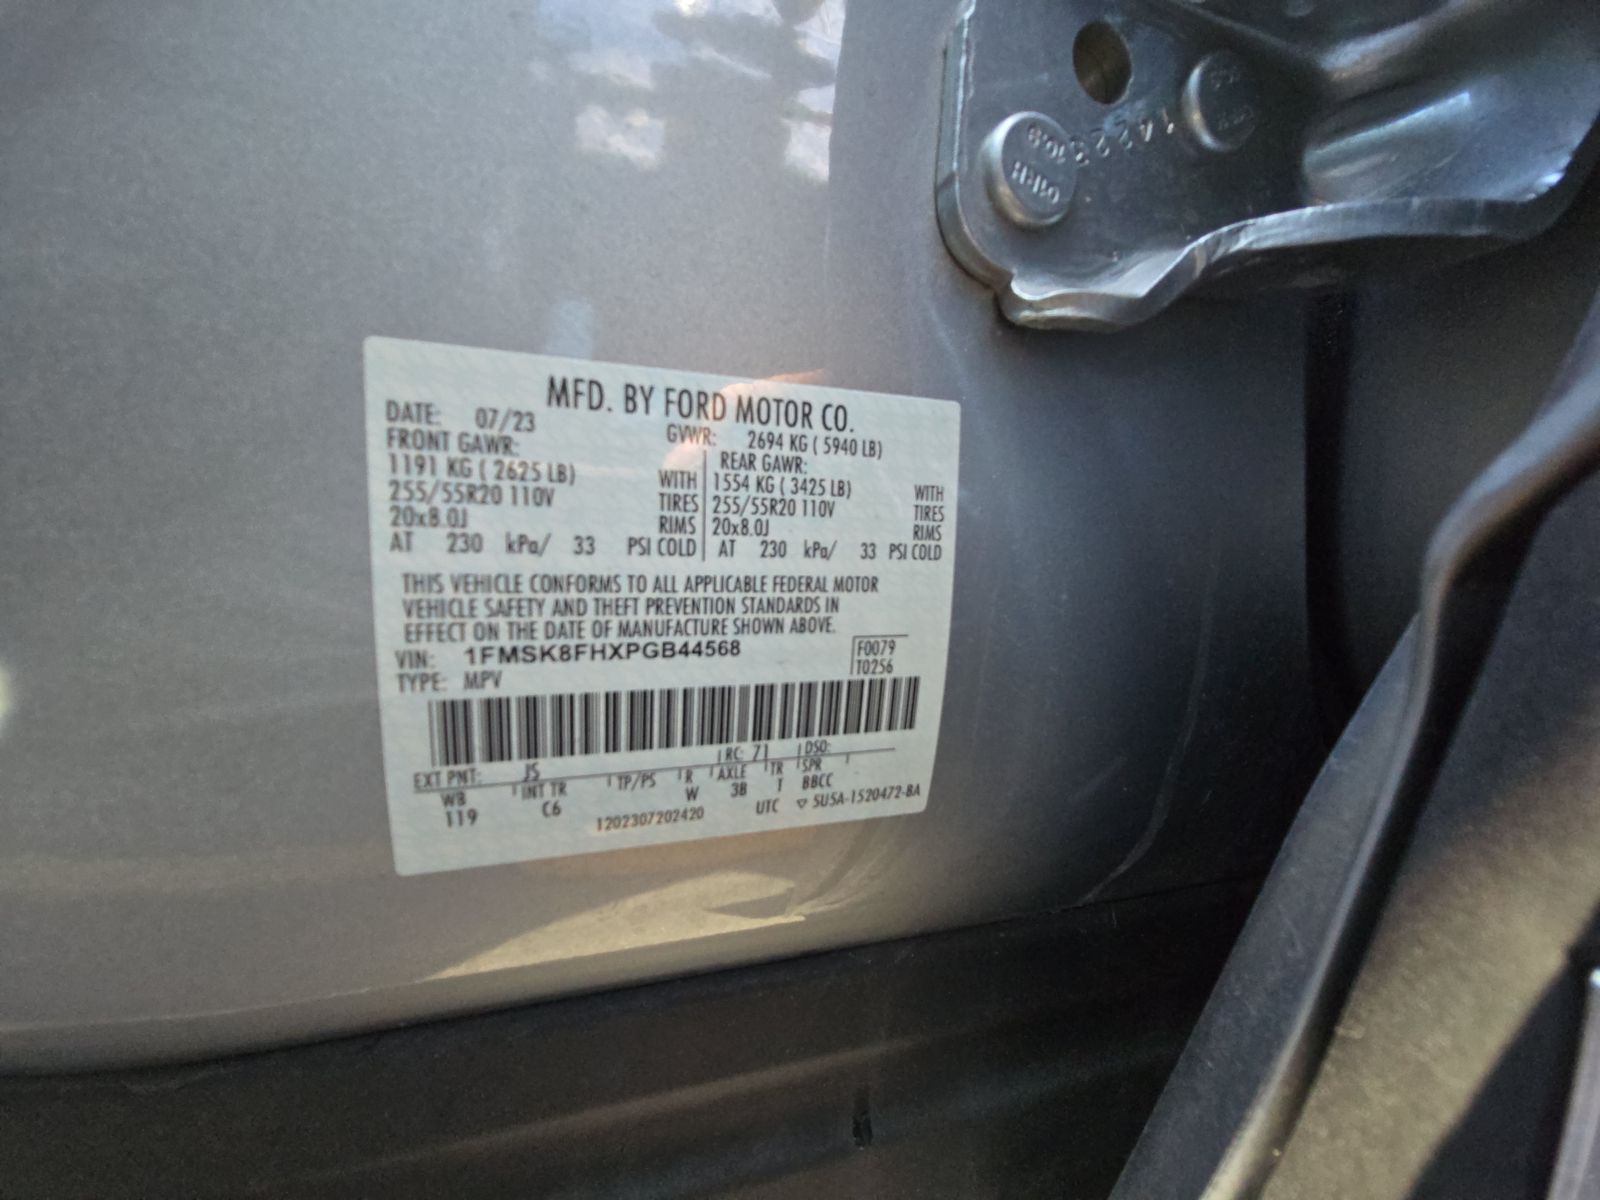 MFD. BY FORD MOTOR CO.
DATE: 07/23
GVWR: 2694 KG ( 5940 LB)
FRONT GAWR:
1191 KG ( 2625 LB) WITH
255/55R20 110V TIRES
20x8.0J RIMS
AT 230 kPa/ 33 PSI COLD
REAR GAWR:
1554 KG ( 3425 LB) WITH
255/55R20 110V TIRES
20x8.0J RIMS
AT 230 kPa/ 33 PSI COLD
THIS VEHICLE CONFORMS TO ALL APPLICABLE FEDERAL MOTOR
VEHICLE SAFETY AND THEFT PREVENTION STANDARDS IN
EFFECT ON THE DATE OF MANUFACTURE SHOWN ABOVE.
VIN: 1FMSK8FHXPGB44568
F0079
TYPE: MPV
T0256
EXT PNT: JS RC: 71 DSO:
WB INT TR TP/PS R AXLE TR SPR
119 C6 W 3B T BBCC
1202307202420 UTC ▽ 5U5A-1520472-BA
10.9